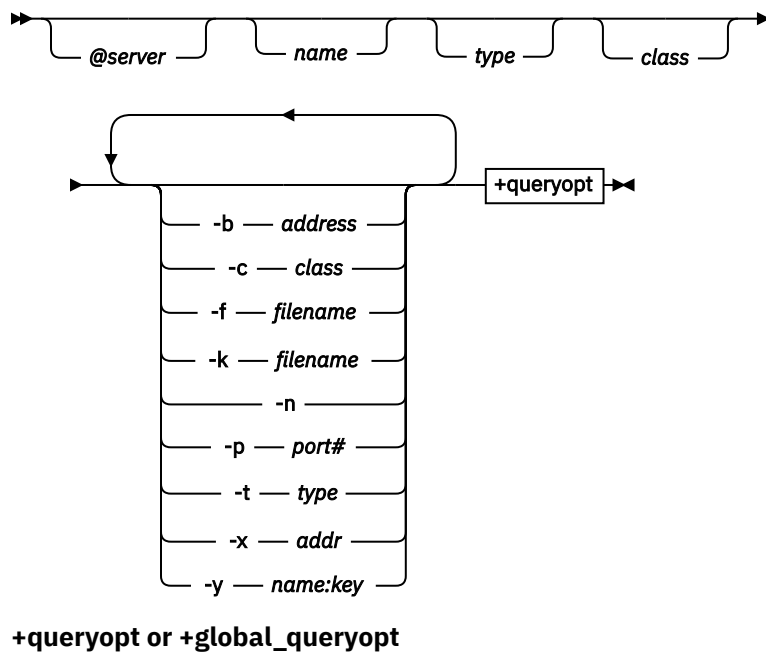 @server name type class
+queryopt
-b address
-c class
-f filename
-k filename
-n
-p port#
-t type
-x addr
-y name:key
+queryopt or +global_queryopt